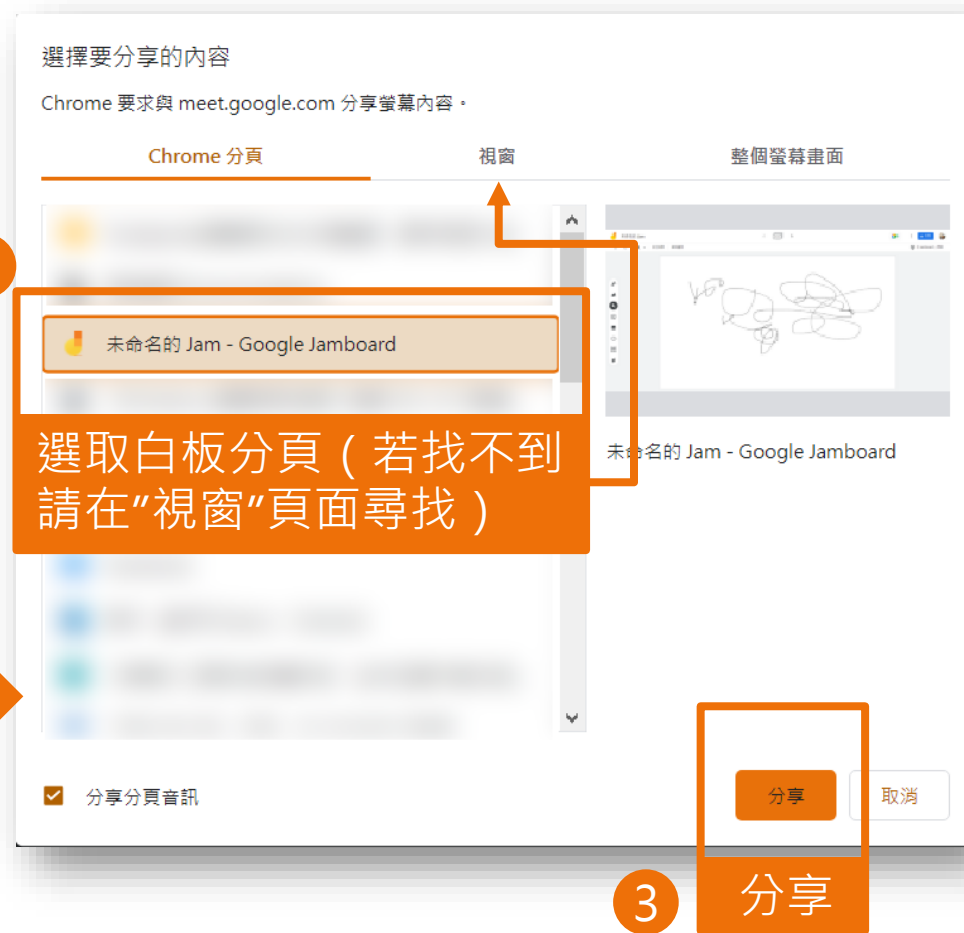 選擇要分享的內容
Chrome 要求與 meet.google.com 分享螢幕內容。
Chrome 分頁
視窗
整個螢幕畫面
未命名的 Jam - Google Jamboard
選取白板分頁（若找不到
請在"視窗"頁面尋找）
未命名的 Jam - Google Jamboard
分享分頁音訊
分享
取消
3
分享